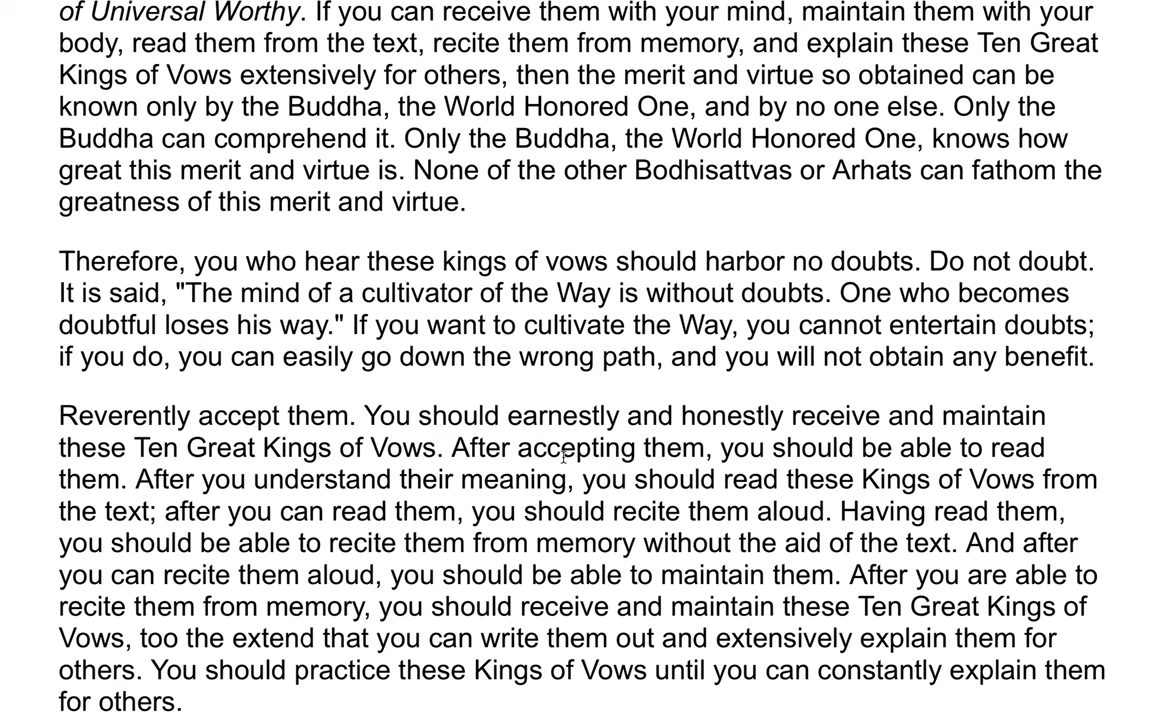 of Universal Worthy. If you can receive them with your mind, maintain them with your
body, read them from the text, recite them from memory, and explain these Ten Great
Kings of Vows extensively for others, then the merit and virtue so obtained can be
known only by the Buddha, the World Honored One, and by no one else. Only the
Buddha can comprehend it. Only the Buddha, the World Honored One, knows how
great this merit and virtue is. None of the other Bodhisattvas or Arhats can fathom the
greatness of this merit and virtue.
Therefore, you who hear these kings of vows should harbor no doubts. Do not doubt.
It is said, "The mind of a cultivator of the Way is without doubts. One who becomes
doubtful loses his way." If you want to cultivate the Way, you cannot entertain doubts;
if you do, you can easily go down the wrong path, and you will not obtain any benefit.
Reverently accept them. You should earnestly and honestly receive and maintain
these Ten Great Kings of Vows. After accepting them, you should be able to read
them. After you understand their meaning, you should read these Kings of Vows from
the text; after you can read them, you should recite them aloud. Having read them,
you should be able to recite them from memory without the aid of the text. And after
you can recite them aloud, you should be able to maintain them. After you are able to
recite them from memory, you should receive and maintain these Ten Great Kings of
Vows, too the extend that you can write them out and extensively explain them for
others. You should practice these Kings of Vows until you can constantly explain them
for others.